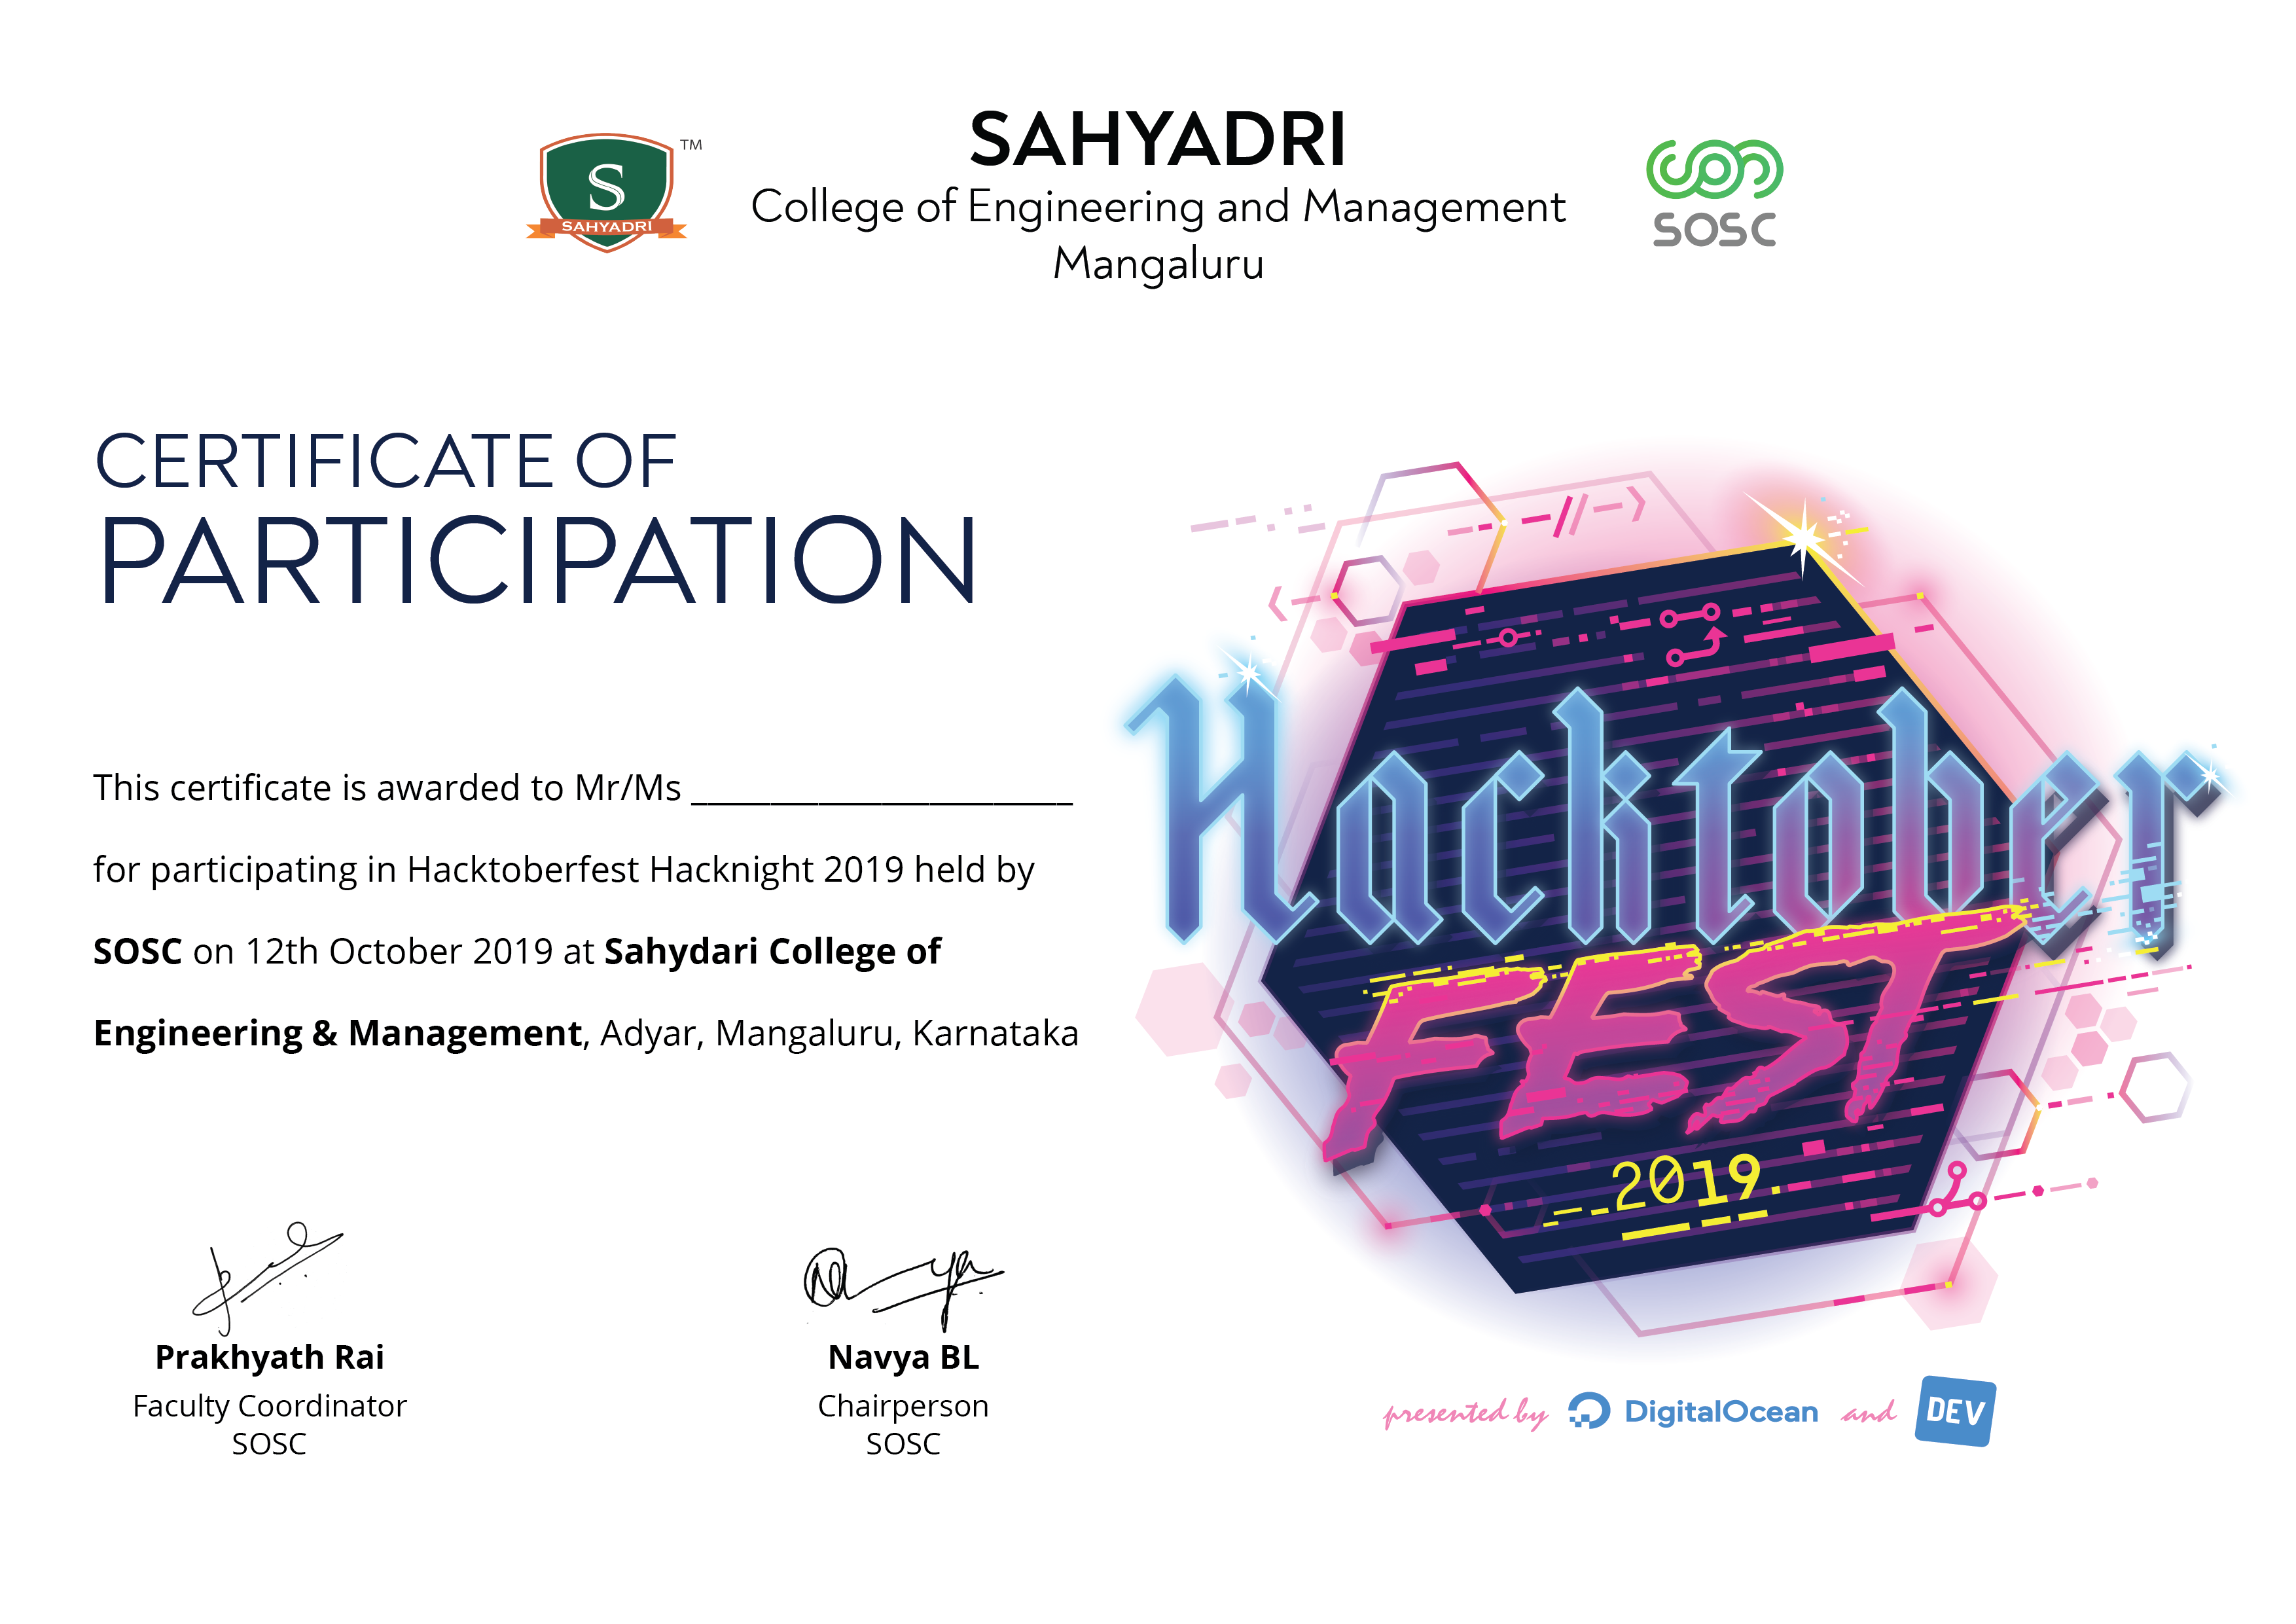 S
SAHYADRI
TM
SAHYADRI
College of Engineering and Management
Mangaluru
SOSC
CERTIFICATE OF
PARTICIPATION
This certificate is awarded to Mr/Ms ____________________
for participating in Hacktoberfest Hacknight 2019 held by
SOSC on 12th October 2019 at Sahydari College of
Engineering & Management, Adyar, Mangaluru, Karnataka
Hacktober
FEST
2019
Prakhyath Rai
Faculty Coordinator
SOSC
Navya BL
Chairperson
SOSC
presented by DigitalOcean and DEV